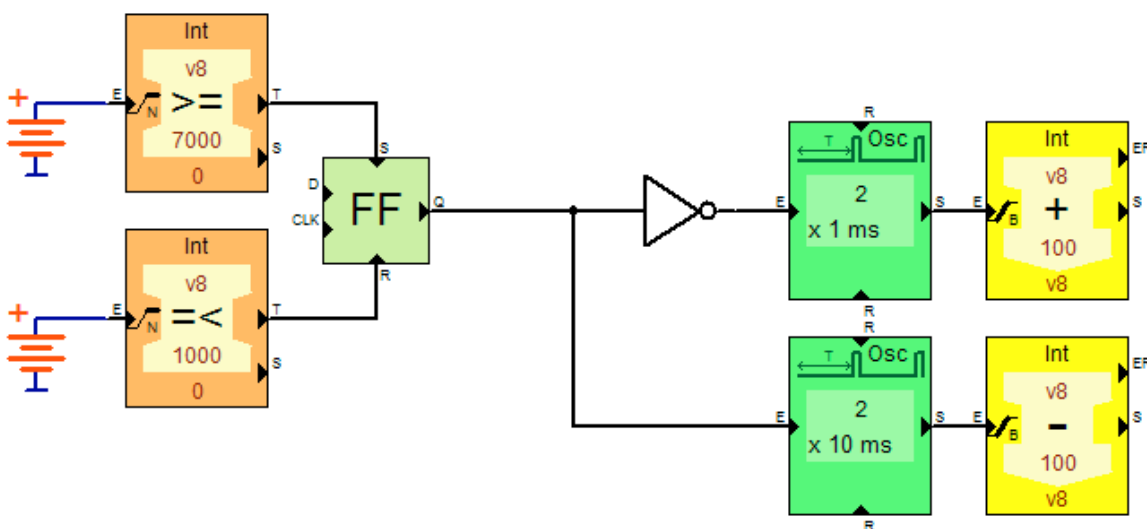 Int
v8
+
E
N
>=
T
7000
S
0
S
D
FF
Q
CLK
R
Int
v8
+
E
N
=<
T
1000
S
0
R
T
Osc
2
E
S
x 1 ms
R
Int
v8
E
B
+
S
100
v8
R
T
Osc
2
E
S
x 10 ms
R
Int
v8
E
B
-
S
100
v8